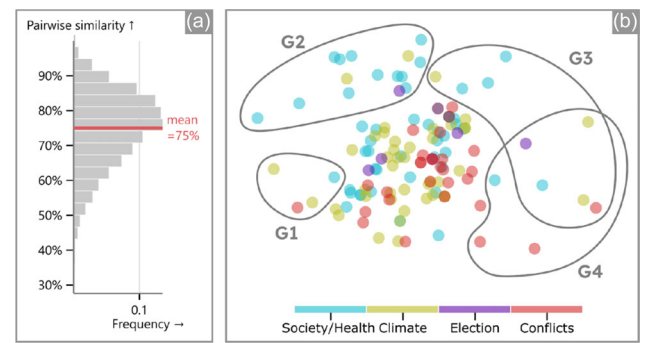 (a)
Pairwise similarity ↑
90%
80%
mean
=75%
70%
60%
50%
40%
30%
0.1
Frequency →
(b)
G2
G3
G1
G4
Society/Health Climate Election Conflicts